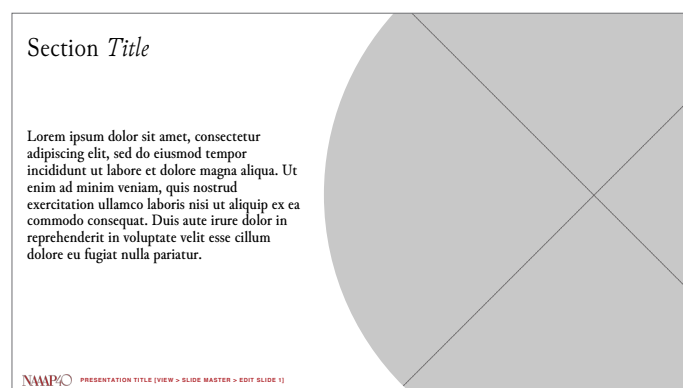 Section Title
Lorem ipsum dolor sit amet, consectetur
adipiscing elit, sed do eiusmod tempor
incididunt ut labore et dolore magna aliqua. Ut
enim ad minim veniam, quis nostrud
exercitation ullamco laboris nisi ut aliquip ex ea
commodo consequat. Duis aute irure dolor in
reprehenderit in voluptate velit esse cillum
dolore eu fugiat nulla pariatur.
NAAAP40 PRESENTATION TITLE [VIEW > SLIDE MASTER > EDIT SLIDE 1]